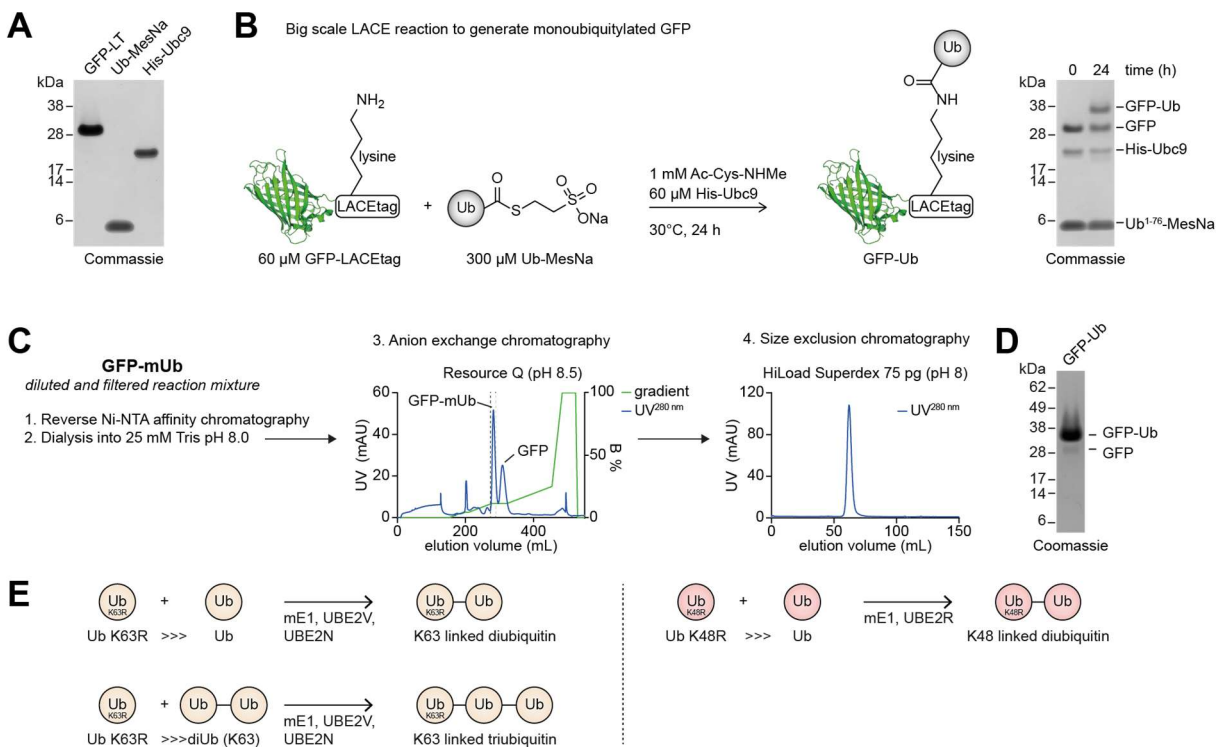 A
GFP-LT
Ub-MesNa
His-Ubc9
kDa
38
28
17
14
6
Commassie
B
Big scale LACE reaction to generate monoubiquitylated GFP
NH2
lysine
LACEtag
60 µM GFP-LACEtag
+
Ub
O
S
O
O
S
ONa
300 µM Ub-MesNa
1 mM Ac-Cys-NHMe
60 µM His-Ubc9
30°C, 24 h
Ub
O
NH
lysine
LACEtag
GFP-Ub
0 24 time (h)
kDa
38
28
17
14
6
GFP-Ub
GFP
His-Ubc9
Ub1-76-MesNa
Commassie
C
GFP-mUb
diluted and filtered reaction mixture
1. Reverse Ni-NTA affinity chromatography
2. Dialysis into 25 mM Tris pH 8.0
3. Anion exchange chromatography
Resource Q (pH 8.5)
GFP-mUb
GFP
gradient
UV280 nm
UV (mAU)
60
40
20
0
0 200 400
elution volume (mL)
100
50
0
B %
4. Size exclusion chromatography
HiLoad Superdex 75 pg (pH 8)
UV280 nm
UV (mAU)
120
80
40
0
0 50 100 150
elution volume (mL)
D
GFP-Ub
kDa
62
49
38
28
17
14
6
GFP-Ub
GFP
Coomassie
E
Ub K63R + Ub
Ub K63R >>> Ub
mE1, UBE2V,
UBE2N
Ub K63R Ub
K63 linked diubiquitin
Ub K63R + Ub Ub
Ub K63R >>>diUb (K63)
mE1, UBE2V,
UBE2N
Ub K63R Ub Ub
K63 linked triubiquitin
Ub K48R + Ub
Ub K48R >>> Ub
mE1, UBE2R
Ub K48R Ub
K48 linked diubiquitin